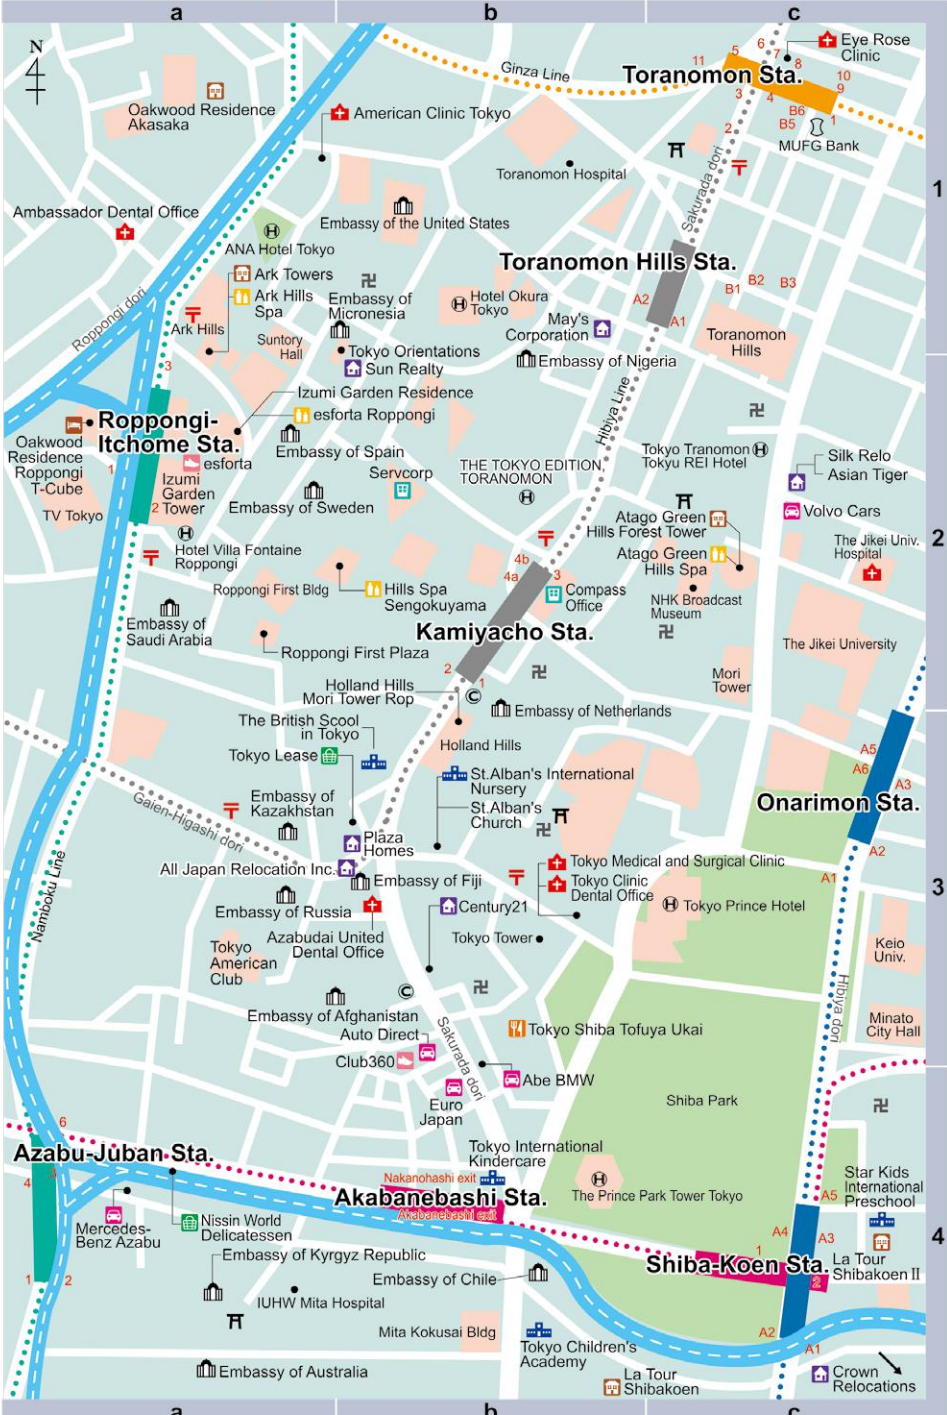 a
b
c
N
Oakwood Residence
Akasaka
American Clinic Tokyo
Ginza Line
Toranomon Sta.
Eye Rose
Clinic
11
5
6
7
8
10
9
3
4
B6
B5
1
2
MUFG Bank
Toranomon Hospital
Sakurada dori
1
Ambassador Dental Office
ANA Hotel Tokyo
Embassy of the United States
Toranomon Hills Sta.
Ark Towers
Ark Hills
Spa
Ark Hills
Roppongi dori
Suntory
Hall
Embassy of
Micronesia
Hotel Okura
Tokyo
May's
Corporation
A2
A1
B1
B2
B3
Toranomon
Hills
Tokyo Orientations
Sun Realty
Embassy of Nigeria
3
Izumi Garden Residence
esforta Roppongi
Hibiya Line
Roppongi-
Itchome Sta.
Oakwood
Residence
Roppongi
T-Cube
TV Tokyo
1
2
esforta
Izumi
Garden
Tower
Embassy of Spain
Servcorp
Embassy of Sweden
THE TOKYO EDITION,
TORANOMON
Tokyo Tranomon
Tokyu REI Hotel
Silk Relo
Asian Tiger
Volvo Cars
Atago Green
Hills Forest Tower
Atago Green
Hills Spa
The Jikei Univ.
Hospital
2
Hotel Villa Fontaine
Roppongi
Roppongi First Bldg
Hills Spa
Sengokuyama
4b
4a
3
Compass
Office
NHK Broadcast
Museum
Embassy of
Saudi Arabia
Kamiyacho Sta.
Roppongi First Plaza
The Jikei University
Mori
Tower
2
1
Holland Hills
Mori Tower Rop
C
Embassy of Netherlands
The British Scool
in Tokyo
Holland Hills
Tokyo Lease
St.Alban's International
Nursery
St.Alban's
Church
Gaien-Higashi dori
Embassy of
Kazakhstan
Plaza
Homes
A5
A6
A3
Onarimon Sta.
A2
A1
Namboku Line
All Japan Relocation Inc.
Embassy of Fiji
Tokyo Medical and Surgical Clinic
Tokyo Clinic
Dental Office
Embassy of Russia
Century21
Tokyo Prince Hotel
3
Azabudai United
Dental Office
Tokyo
American
Club
Tokyo Tower
Keio
Univ.
C
Embassy of Afghanistan
Auto Direct
Club360
Sakurada dori
Tokyo Shiba Tofuya Ukai
Hibiya dori
Minato
City Hall
Abe BMW
Euro
Japan
Shiba Park
6
Azabu-Juban Sta.
4
Tokyo International
Kindercare
Nakanohashi exit
Akabanebashi Sta.
Akabanebashi exit
The Prince Park Tower Tokyo
Star Kids
International
Preschool
A5
Mercedes-
Benz Azabu
Nissin World
Delicatessen
A4
A3
1
Shiba-Koen Sta.
2
La Tour
Shibakoen II
4
Embassy of Kyrgyz Republic
Embassy of Chile
1
2
IUHW Mita Hospital
Mita Kokusai Bldg
Tokyo Children's
Academy
A2
A1
Embassy of Australia
La Tour
Shibakoen
Crown
Relocations
a
b
c